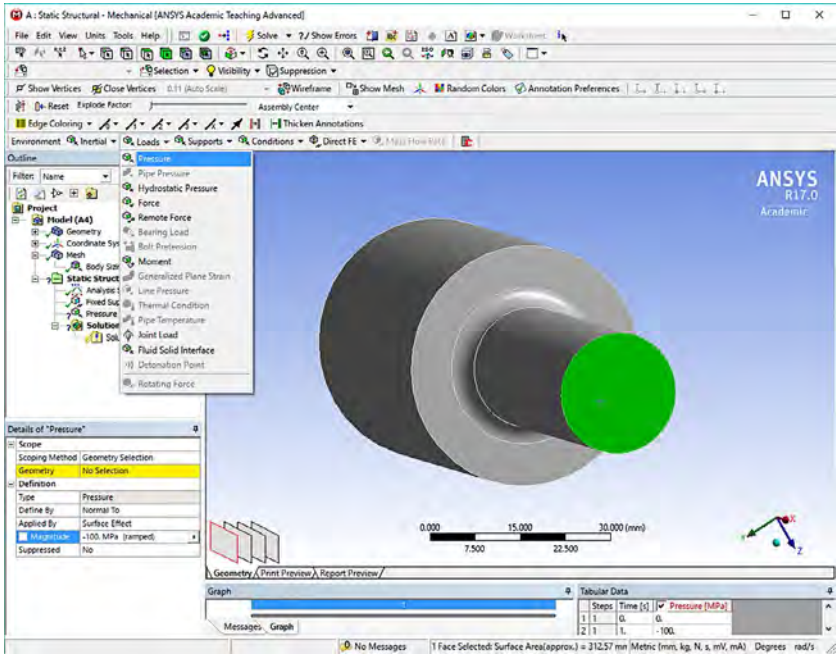 A : Static Structural - Mechanical [ANSYS Academic Teaching Advanced]
File Edit View Units Tools Help Solve ?/ Show Errors Worksheet
Selection Visibility Suppression
Show Vertices Close Vertices 0.11 (Auto Scale) Wireframe Show Mesh Random Colors Annotation Preferences
Reset Explode Factor: Assembly Center
Edge Coloring Thicken Annotations
Environment Inertial Loads Supports Conditions Direct FE Mass Flow Rate
Outline
Filter: Name
Project
Model (A4)
Geometry
Coordinate Sys
Mesh
Body Sizi
Static Struct
Analysis S
Fixed Sup
Pressure
Solution
Solu
Pressure
Pipe Pressure
Hydrostatic Pressure
Force
Remote Force
Bearing Load
Bolt Pretension
Moment
Generalized Plane Strain
Line Pressure
Thermal Condition
Pipe Temperature
Joint Load
Fluid Solid Interface
Detonation Point
Rotating Force
ANSYS
R17.0
Academic
Details of "Pressure"
Scope
Scoping Method Geometry Selection
Geometry No Selection
Definition
Type Pressure
Define By Normal To
Applied By Surface Effect
Magnitude -100. MPa (ramped)
Suppressed No
0.000 15.000 30.000 (mm)
7.500 22.500
X
Y
Z
Geometry Print Preview Report Preview
Graph
1
Messages Graph
Tabular Data
Steps Time [s] Pressure [MPa]
1 1 0. 0.
2 1 1. -100.
No Messages 1 Face Selected: Surface Area(approx.) = 312.57 mm Metric (mm, kg, N, s, mV, mA) Degrees rad/s